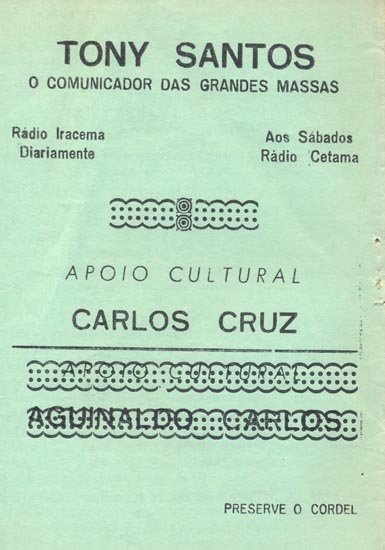 TONY SANTOS
O COMUNICADOR DAS GRANDES MASSAS
Rádio Iracema
Diariamente
Aos Sábados
Rádio Cetama
APOIO CULTURAL
CARLOS CRUZ
APOIO CULTURAL
AGUINALDO CARLOS
PRESERVE O CORDEL